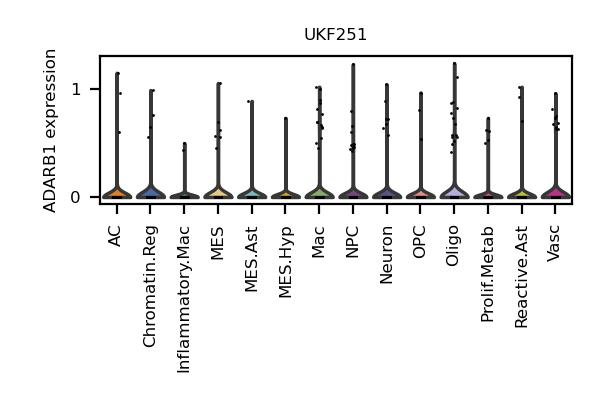 UKF251
ADARB1 expression
1
0
AC
Chromatin.Reg
Inflammatory.Mac
MES
MES.Ast
MES.Hyp
Mac
NPC
Neuron
OPC
Oligo
Prolif.Metab
Reactive.Ast
Vasc